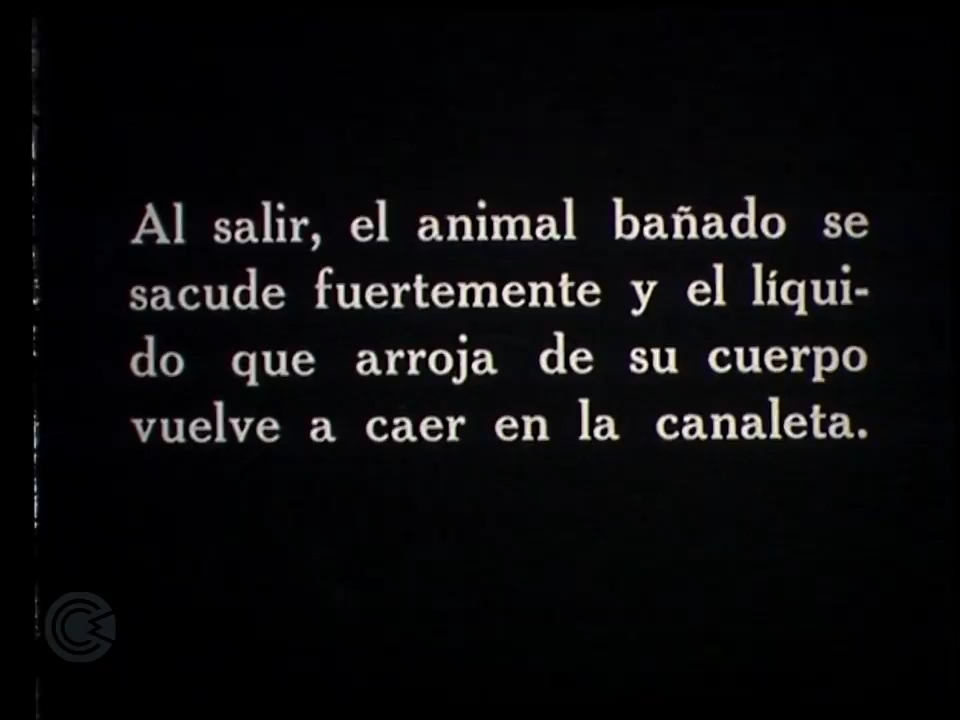 Al salir, el animal bañado se
sacude fuertemente y el líqui-
do que arroja de su cuerpo
vuelve a caer en la canaleta.